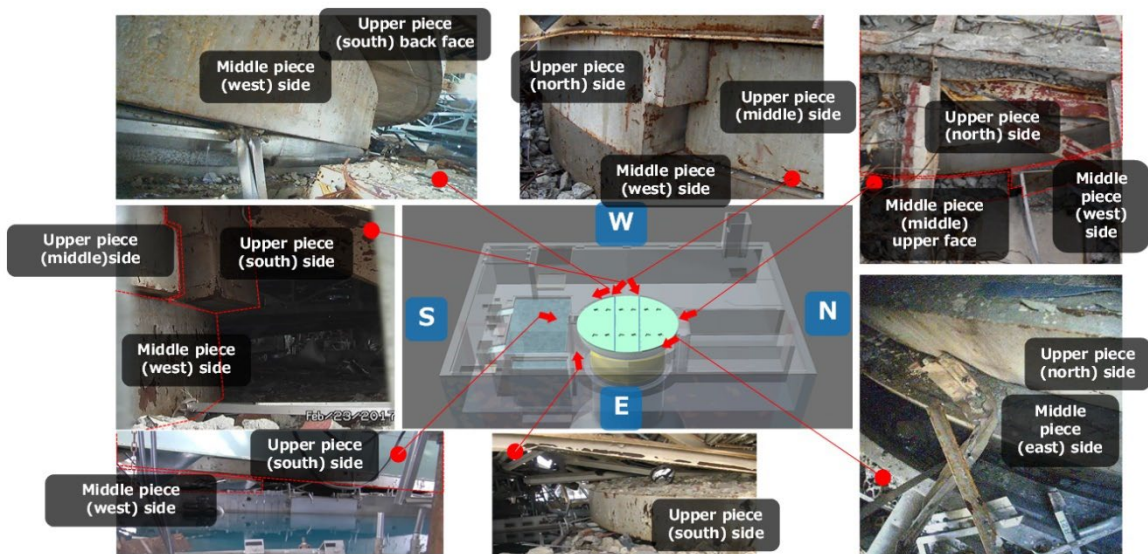 Upper piece
(south) back face
Middle piece
(west) side
Upper piece
(north) side
Upper piece
(middle) side
Middle piece
(west) side
Upper piece
(north) side
Middle piece
(middle)
upper face
Middle
piece
(west)
side
Upper piece
(middle)side
Upper piece
(south) side
Middle piece
(west) side
Feb/23/2017
W
S
N
E
Upper piece
(north) side
Middle
piece
(east) side
Upper piece
(south) side
Middle piece
(west) side
Upper piece
(south) side